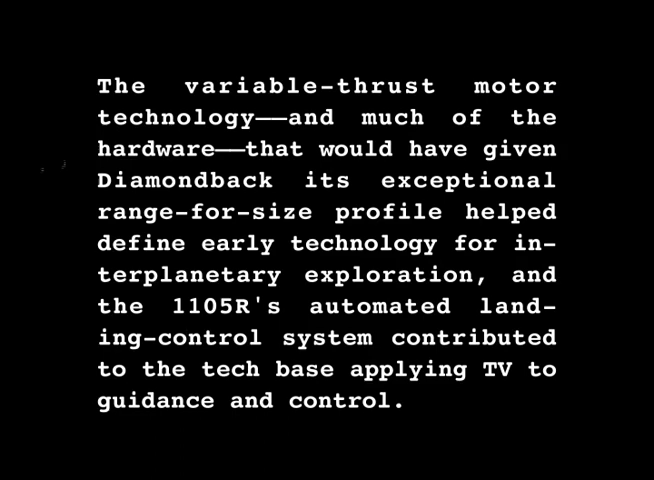 The variable-thrust motor
technology——and much of the
hardware——that would have given
Diamondback its exceptional
range-for-size profile helped
define early technology for in-
terplanetary exploration, and
the 1105R's automated land-
ing-control system contributed
to the tech base applying TV to
guidance and control.